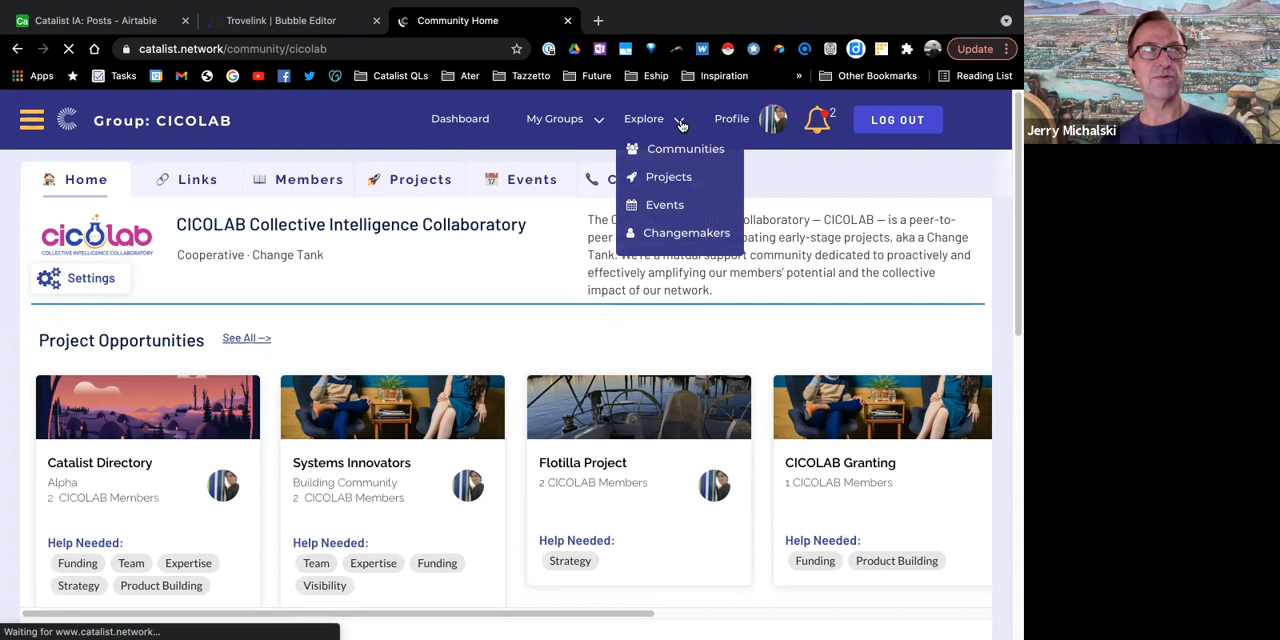 Catalist IA: Posts - Airtable
Trovelink | Bubble Editor
Community Home
catalist.network/community/cicolab
Update
Apps
Tasks
Catalist QLs
Ater
Tazzetto
Future
Eship
Inspiration
»
Other Bookmarks
Reading List
Group: CICOLAB
Dashboard
My Groups
Explore
Profile
2
LOG OUT
Communities
Projects
Events
Changemakers
Home
Links
Members
Projects
Events
C
cicolab
COLLECTIVE INTELLIGENCE COLLABORATORY
Settings
CICOLAB Collective Intelligence Collaboratory
Cooperative · Change Tank
The C ollaboratory — CICOLAB — is a peer-to-
peer bating early-stage projects, aka a Change
Tank. We're a mutual support community dedicated to proactively and
effectively amplifying our members' potential and the collective
impact of our network.
Project Opportunities
See All —>
Catalist Directory
Alpha
2 CICOLAB Members
Help Needed:
Funding
Team
Expertise
Strategy
Product Building
Systems Innovators
Building Community
2 CICOLAB Members
Help Needed:
Team
Expertise
Funding
Visibility
Flotilla Project
2 CICOLAB Members
Help Needed:
Strategy
CICOLAB Granting
1 CICOLAB Members
Help Needed:
Funding
Product Building
Waiting for www.catalist.network...
Jerry Michalski